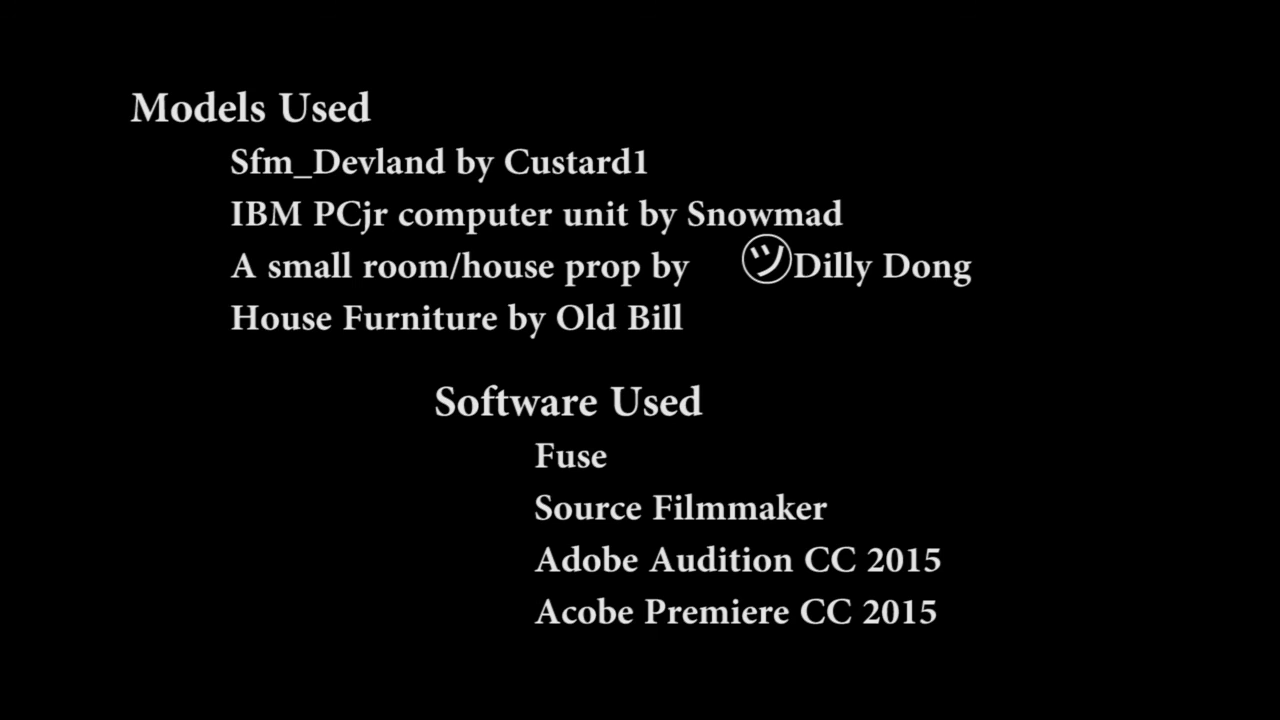 Models Used
Sfm_Devland by Custard1
IBM PCjr computer unit by Snowmad
A small room/house prop by ㋡Dilly Dong
House Furniture by Old Bill
Software Used
Fuse
Source Filmmaker
Adobe Audition CC 2015
Acobe Premiere CC 2015